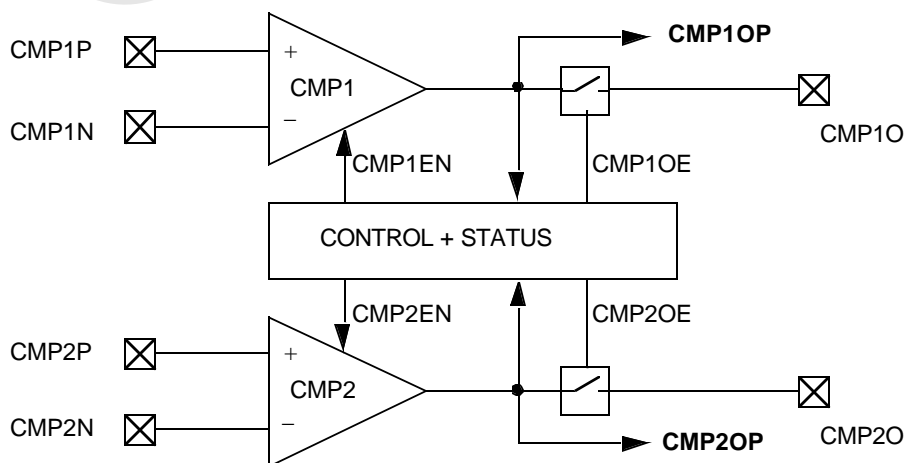 CMP1P
+
CMP1
−
CMP1N
CMP1OP
CMP1O
CMP1EN
CMP1OE
CONTROL + STATUS
CMP2EN
CMP2OE
CMP2P
+
CMP2
−
CMP2N
CMP2OP
CMP2O